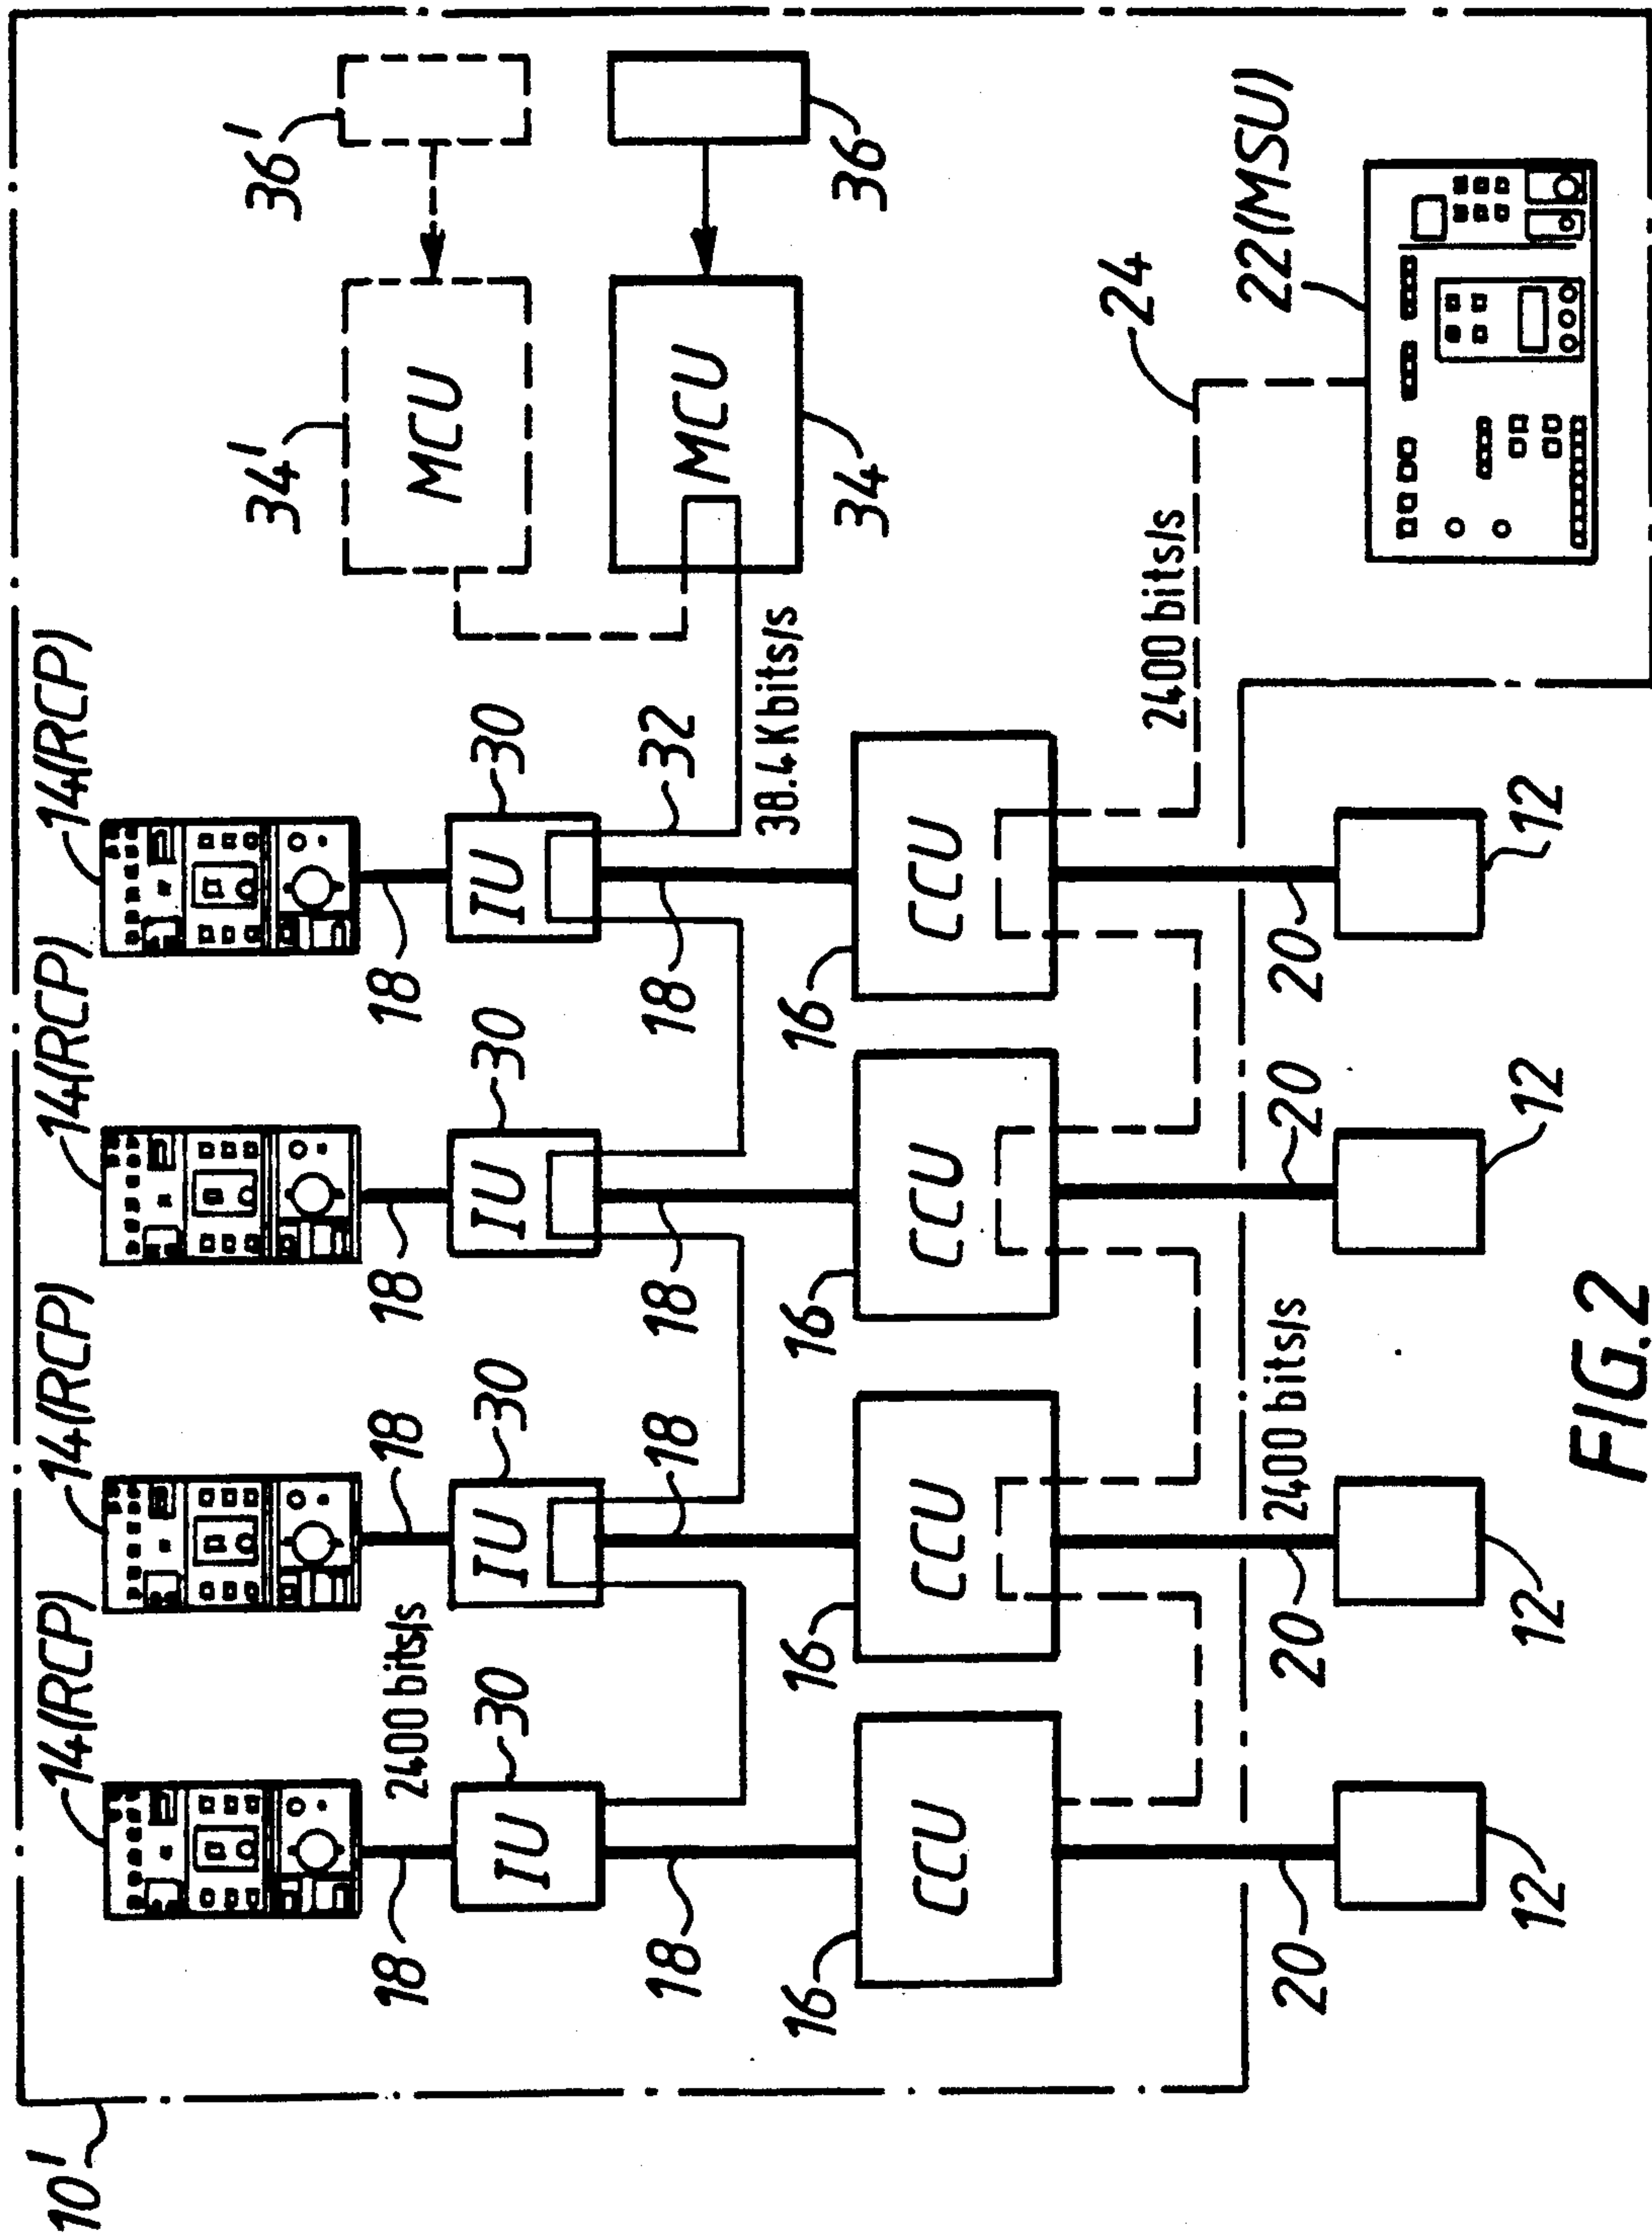 10'
14(RCP)
14(RCP)
14(RCP)
14(RCP)
18
2400 bits/s
18
18
18
30
30
30
30
IU
IU
IU
IU
18
18
18
18
32
38.4 K bits/s
34'
MCU
36'
MCU
34
36
16
16
16
16
CCU
CCU
CCU
CCU
2400 bits/s
24
22(MSU)
20
20
2400 bits/s
20
20
12
12
12
12
FIG.2